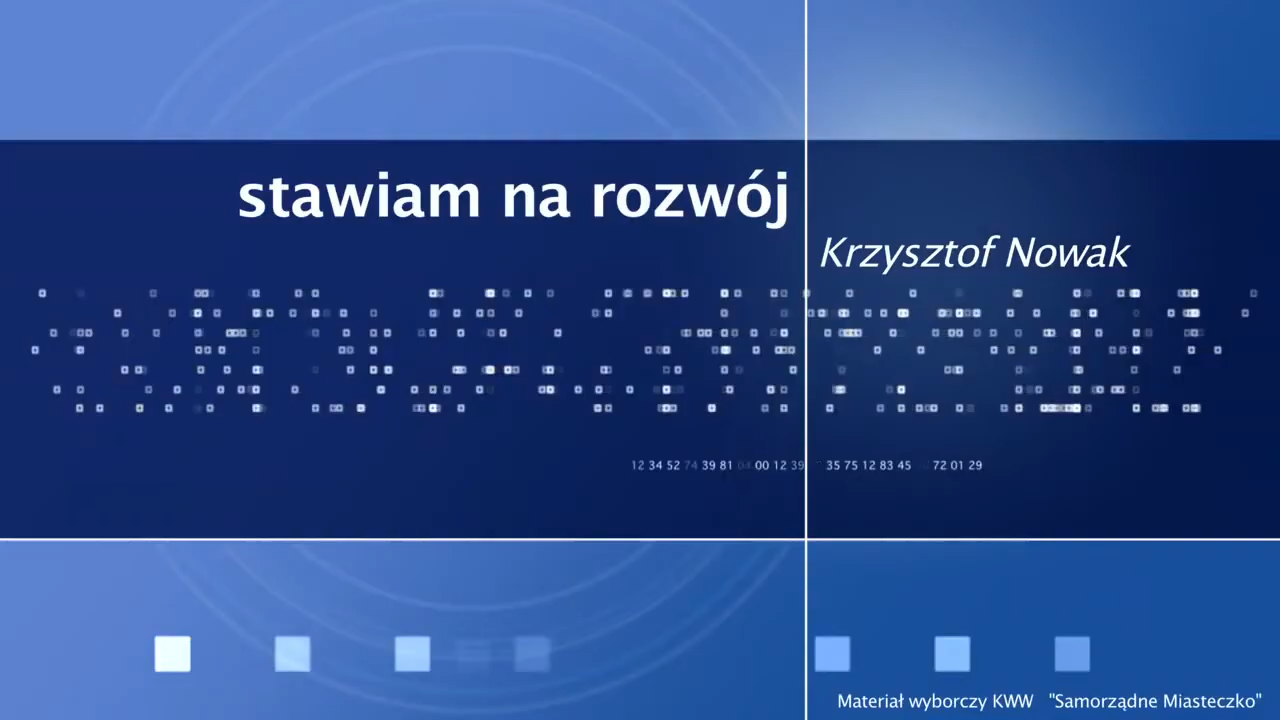 stawiam na rozwój
Krzysztof Nowak
12 34 52 74 39 81 04 00 12 39 35 75 12 83 45 72 01 29
Materiał wyborczy KWW "Samorządne Miasteczko"